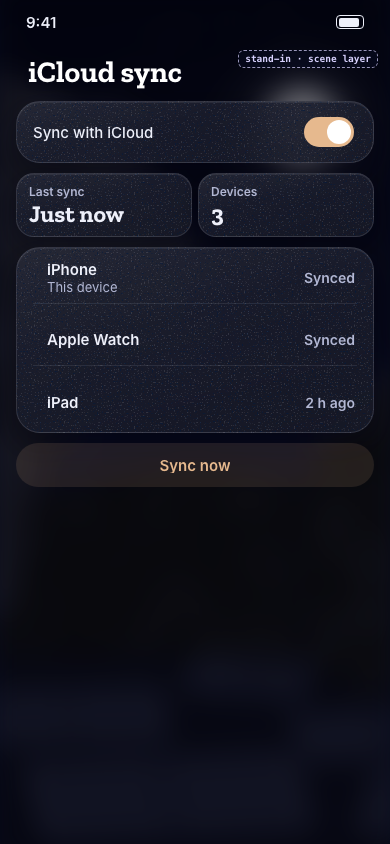 9:41
stand-in · scene layer
iCloud sync
Sync with iCloud
Last sync
Just now
Devices
3
iPhone
This device
Synced
Apple Watch
Synced
iPad
2 h ago
Sync now